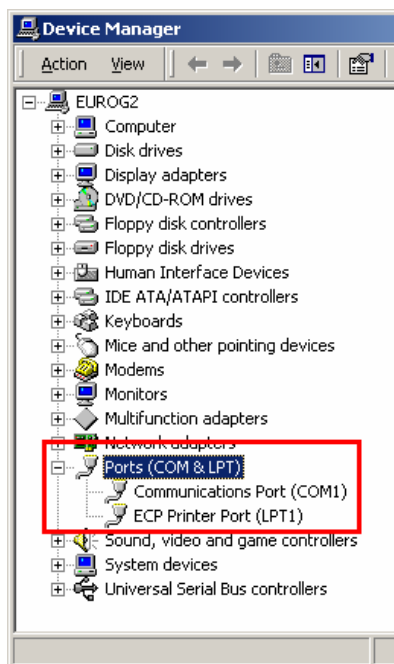 Device Manager
Action View
EUROG2
Computer
Disk drives
Display adapters
DVD/CD-ROM drives
Floppy disk controllers
Floppy disk drives
Human Interface Devices
IDE ATA/ATAPI controllers
Keyboards
Mice and other pointing devices
Modems
Monitors
Multifunction adapters
Network adapters
Ports (COM & LPT)
Communications Port (COM1)
ECP Printer Port (LPT1)
Sound, video and game controllers
System devices
Universal Serial Bus controllers